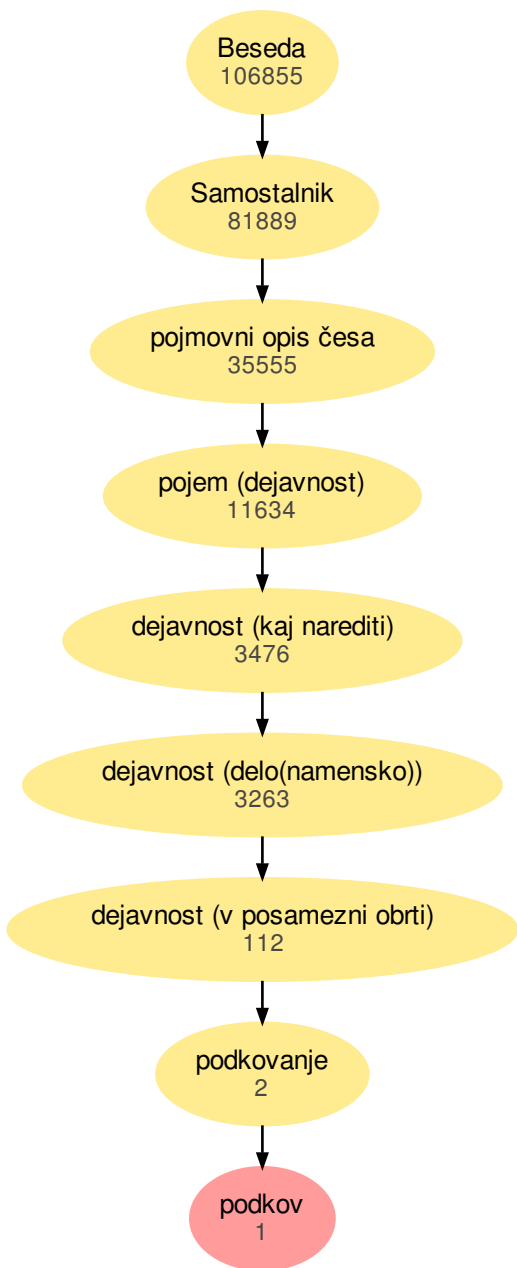 Beseda
106855
Samostalnik
81889
pojmovni opis česa
35555
pojem (dejavnost)
11634
dejavnost (kaj narediti)
3476
dejavnost (delo(namensko))
3263
dejavnost (v posamezni obrti)
112
podkovanje
2
podkov
1